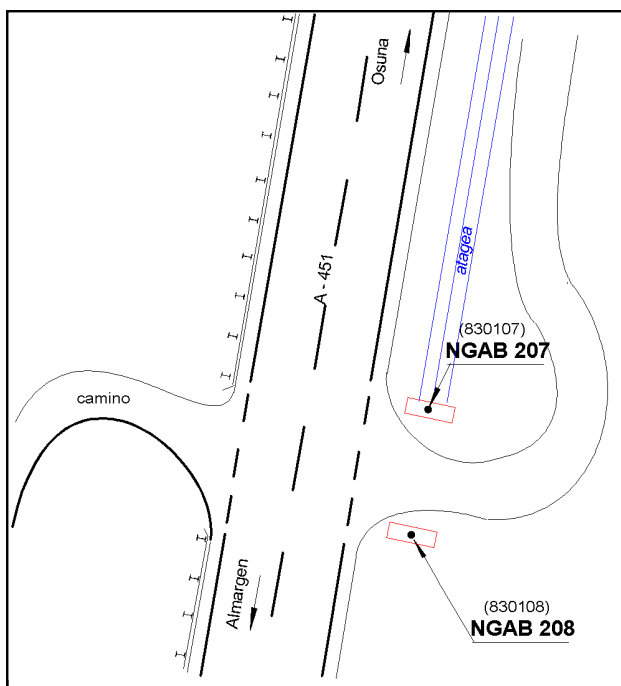 Osuna
A - 451
atagea
(830107)
NGAB 207
camino
Almargen
(830108)
NGAB 208